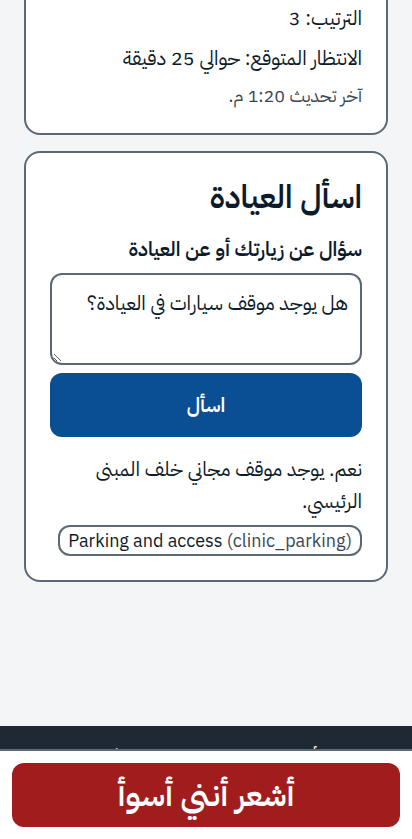 الترتيب: 3
الانتظار المتوقع: حوالي 25 دقيقة
آخر تحديث 1:20 م.
اسأل العيادة
سؤال عن زيارتك أو عن العيادة
هل يوجد موقف سيارات في العيادة؟
اسأل
نعم. يوجد موقف مجاني خلف المبنى
الرئيسي.
Parking and access (clinic_parking)
أشعر أنني أسوأ